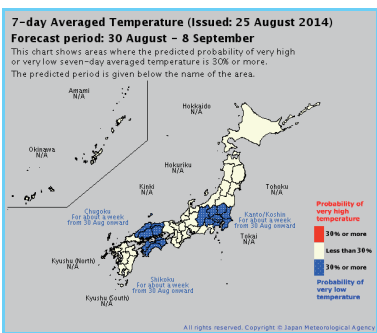 7-day Averaged Temperature (Issued: 25 August 2014)
Forecast period: 30 August - 8 September
This chart shows areas where the predicted probability of very high
or very low seven-day averaged temperature is 30% or more.
The predicted period is given below the name of the area.
Amami
N/A
Hokkaido
N/A
Okinawa
N/A
Hokuriku
N/A
Kinki
N/A
Tohoku
N/A
Chugoku
For about a week
from 30 Aug onward
Kanto/Koshin
For about a week
from 30 Aug onward
Tokai
N/A
Kyushu (North)
N/A
Shikoku
For about a week
from 30 Aug onward
Kyushu (South)
N/A
Probability of
very high
temperature
30% or more
Less than 30%
30% or more
Probability of
very low
temperature
All rights reserved. Copyright © Japan Meteorological Agency